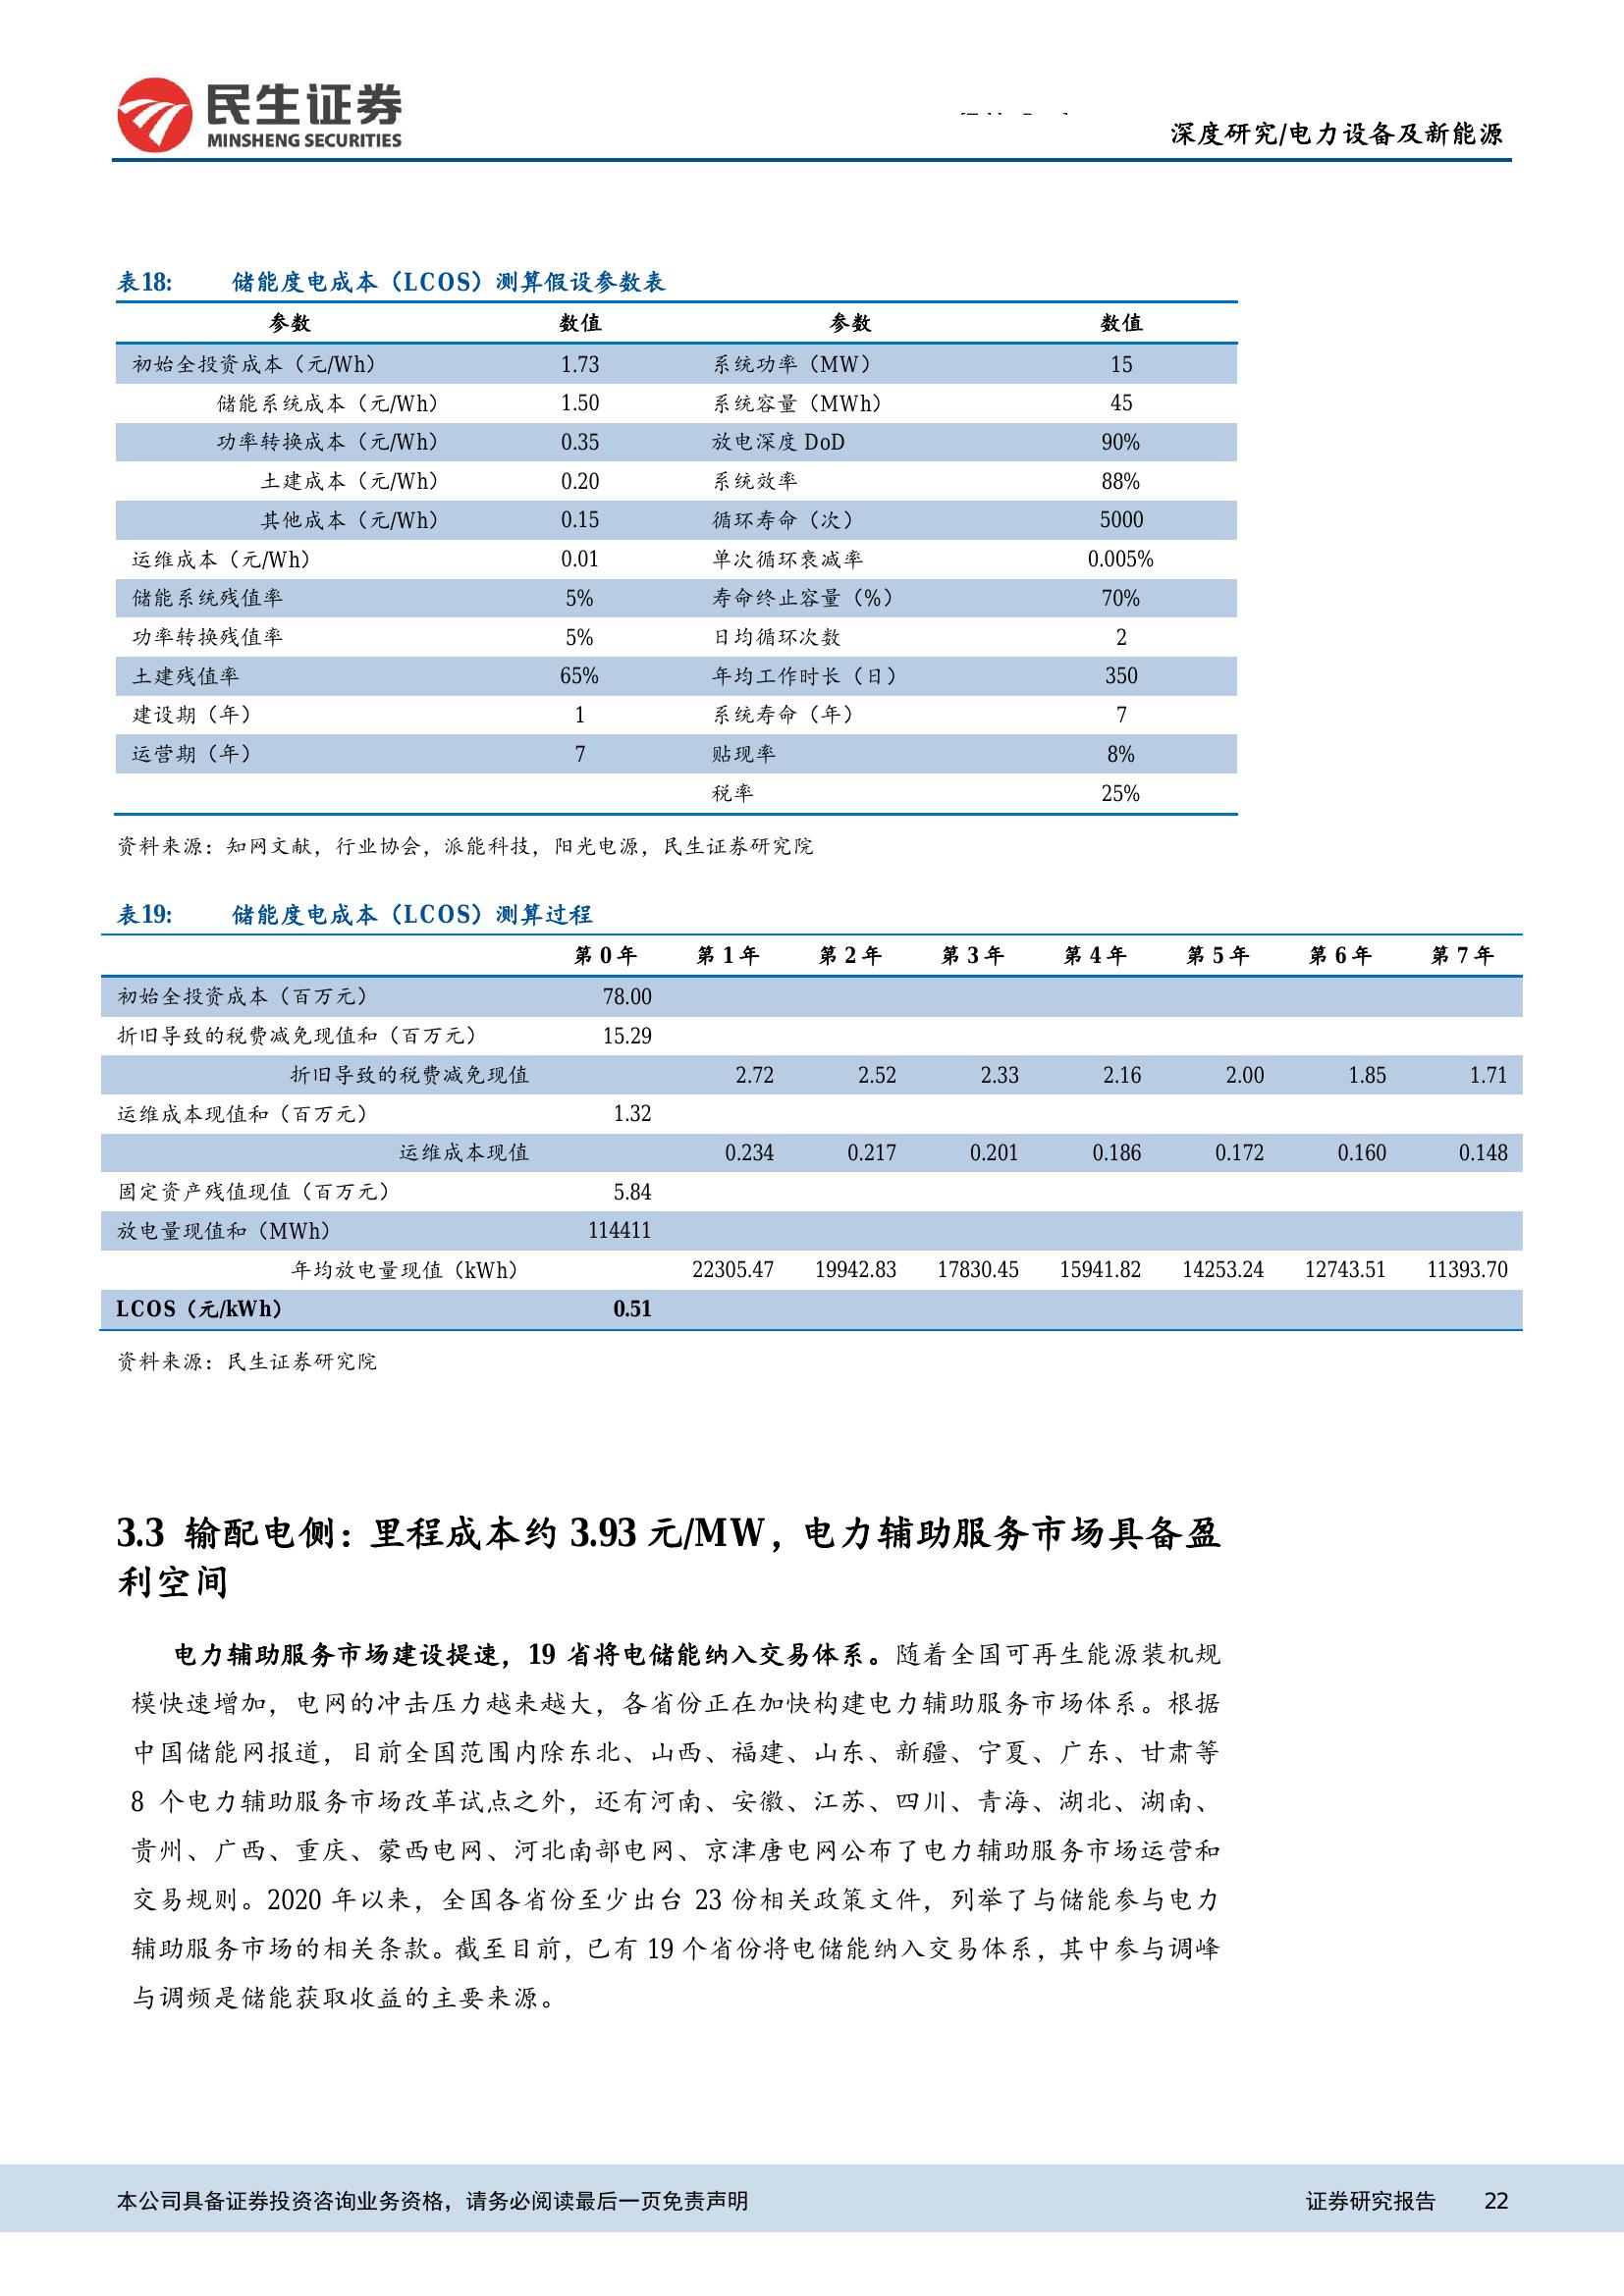 民生证券
MINSHENG SECURITIES
深度研究/电力设备及新能源
表18: 储能度电成本（LCOS）测算假设参数表
参数 数值 参数 数值
初始全投资成本（元/Wh） 1.73 系统功率（MW） 15
储能系统成本（元/Wh） 1.50 系统容量（MWh） 45
功率转换成本（元/Wh） 0.35 放电深度 DoD 90%
土建成本（元/Wh） 0.20 系统效率 88%
其他成本（元/Wh） 0.15 循环寿命（次） 5000
运维成本（元/Wh） 0.01 单次循环衰减率 0.005%
储能系统残值率 5% 寿命终止容量（%） 70%
功率转换残值率 5% 日均循环次数 2
土建残值率 65% 年均工作时长（日） 350
建设期（年） 1 系统寿命（年） 7
运营期（年） 7 贴现率 8%
税率 25%
资料来源：知网文献，行业协会，派能科技，阳光电源，民生证券研究院
表19: 储能度电成本（LCOS）测算过程
第 0 年 第 1 年 第 2 年 第 3 年 第 4 年 第 5 年 第 6 年 第 7 年
初始全投资成本（百万元） 78.00
折旧导致的税费减免现值和（百万元） 15.29
折旧导致的税费减免现值 2.72 2.52 2.33 2.16 2.00 1.85 1.71
运维成本现值和（百万元） 1.32
运维成本现值 0.234 0.217 0.201 0.186 0.172 0.160 0.148
固定资产残值现值（百万元） 5.84
放电量现值和（MWh） 114411
年均放电量现值（kWh） 22305.47 19942.83 17830.45 15941.82 14253.24 12743.51 11393.70
LCOS（元/kWh） 0.51
资料来源：民生证券研究院
3.3 输配电侧：里程成本约 3.93 元/MW，电力辅助服务市场具备盈
利空间
电力辅助服务市场建设提速，19 省将电储能纳入交易体系。随着全国可再生能源装机规
模快速增加，电网的冲击压力越来越大，各省份正在加快构建电力辅助服务市场体系。根据
中国储能网报道，目前全国范围内除东北、山西、福建、山东、新疆、宁夏、广东、甘肃等
8 个电力辅助服务市场改革试点之外，还有河南、安徽、江苏、四川、青海、湖北、湖南、
贵州、广西、重庆、蒙西电网、河北南部电网、京津唐电网公布了电力辅助服务市场运营和
交易规则。2020 年以来，全国各省份至少出台 23 份相关政策文件，列举了与储能参与电力
辅助服务市场的相关条款。截至目前，已有 19 个省份将电储能纳入交易体系，其中参与调峰
与调频是储能获取收益的主要来源。
本公司具备证券投资咨询业务资格，请务必阅读最后一页免责声明 证券研究报告 22